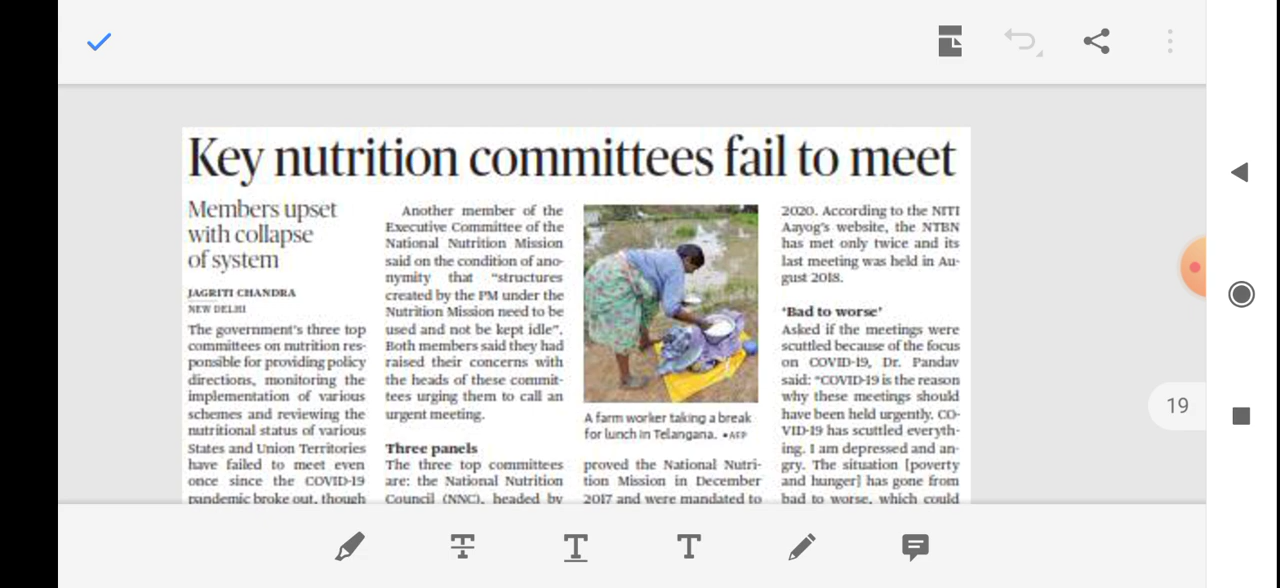 Key nutrition committees fail to meet
Members upset
with collapse
of system
JAGRITI CHANDRA
NEW DELHI
The government's three top
committees on nutrition res-
ponsible for providing policy
directions, monitoring the
implementation of various
schemes and reviewing the
nutritional status of various
States and Union Territories
have failed to meet even
once since the COVID-19
pandemic broke out, though
Another member of the
Executive Committee of the
National Nutrition Mission
said on the condition of ano-
nymity that "structures
created by the PM under the
Nutrition Mission need to be
used and not be kept idle".
Both members said they had
raised their concerns with
the heads of these commit-
tees urging them to call an
urgent meeting.
Three panels
The three top committees
are: the National Nutrition
Council (NNC), headed by
A farm worker taking a break
for lunch in Telangana. •AFP
proved the National Nutri-
tion Mission in December
2017 and were mandated to
2020. According to the NITI
Aayog's website, the NTBN
has met only twice and its
last meeting was held in Au-
gust 2018.
'Bad to worse'
Asked if the meetings were
scuttled because of the focus
on COVID-19, Dr. Pandav
said: "COVID-19 is the reason
why these meetings should
have been held urgently. CO-
VID-19 has scuttled everyth-
ing. I am depressed and an-
gry. The situation [poverty
and hunger] has gone from
bad to worse, which could
19
T
T
T